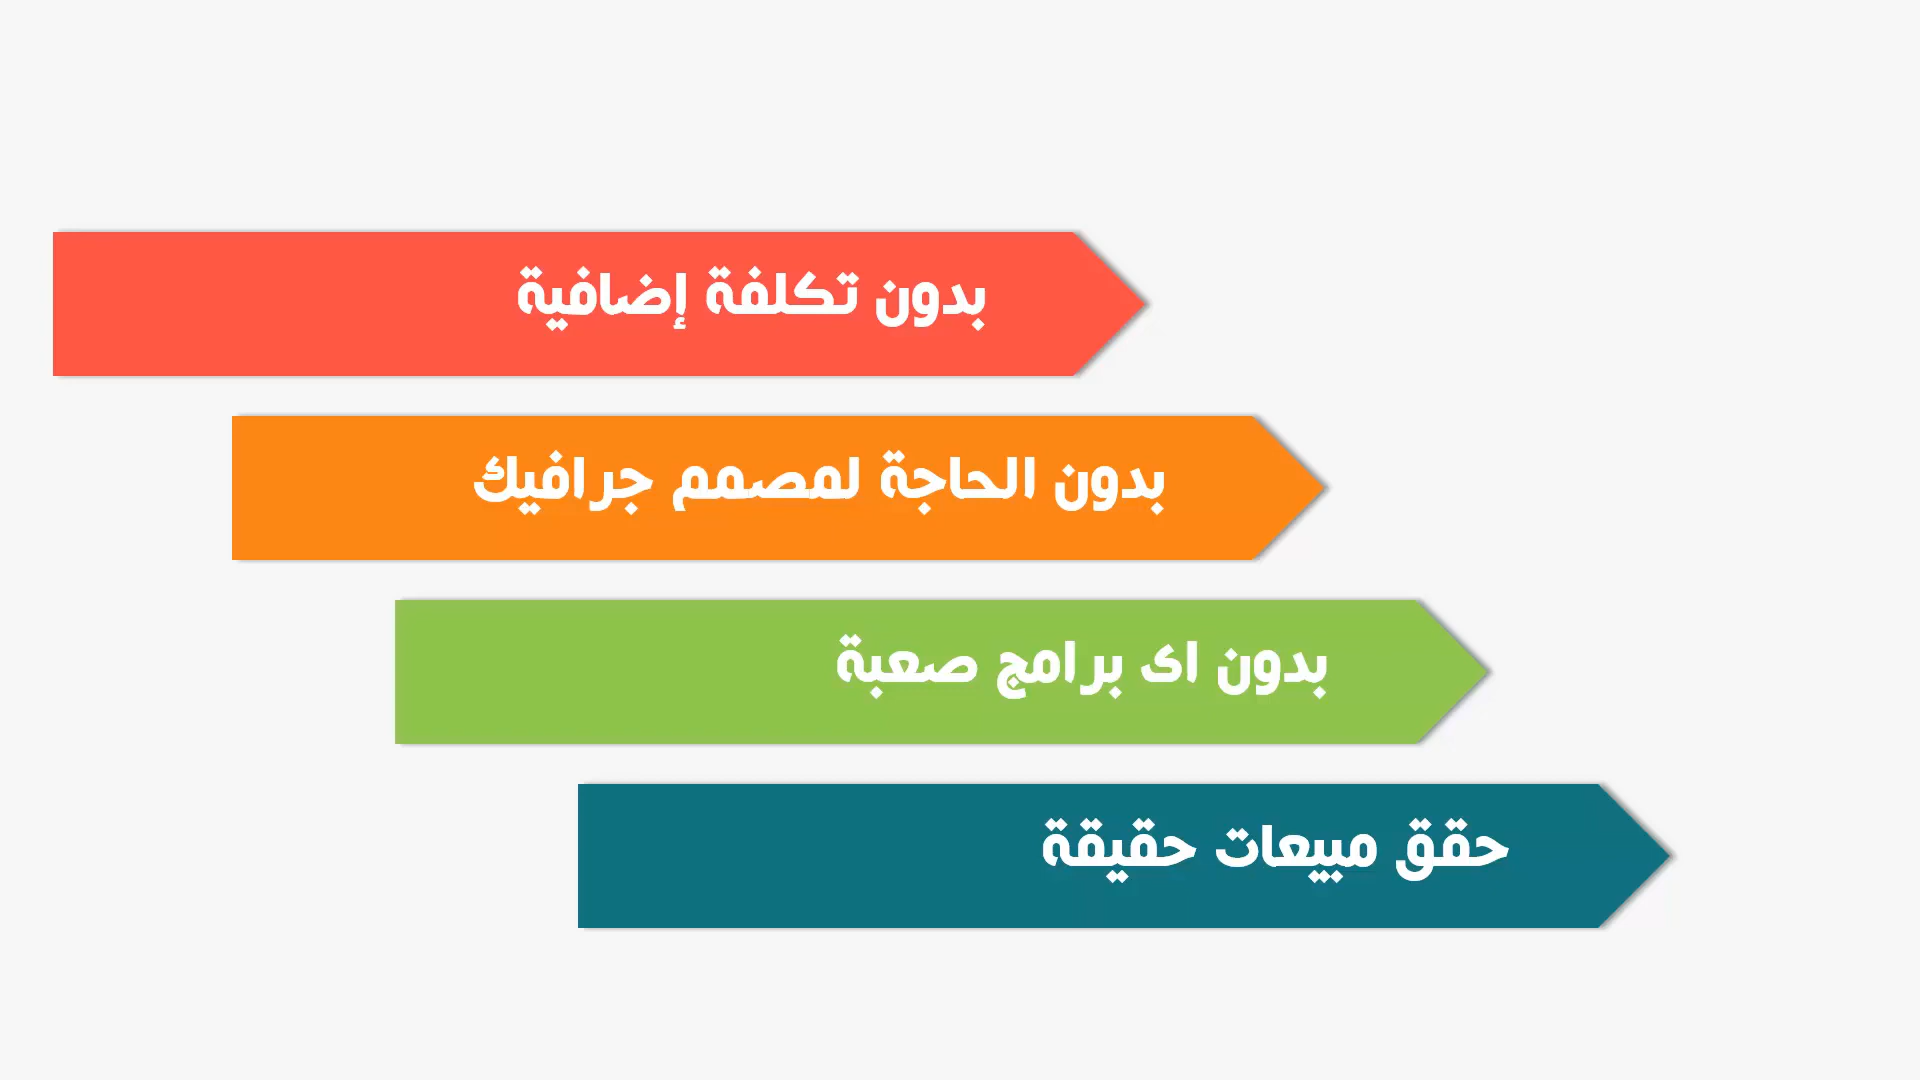 بدون تكلفة إضافية
بدون الحاجة لمصمم جرافيك
بدون اى برامج صعبة
حقق مبيعات حقيقة